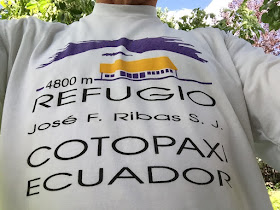 4800 m
REFUGIO
José F. Ribas S. J.
COTOPAXI
ECUADOR